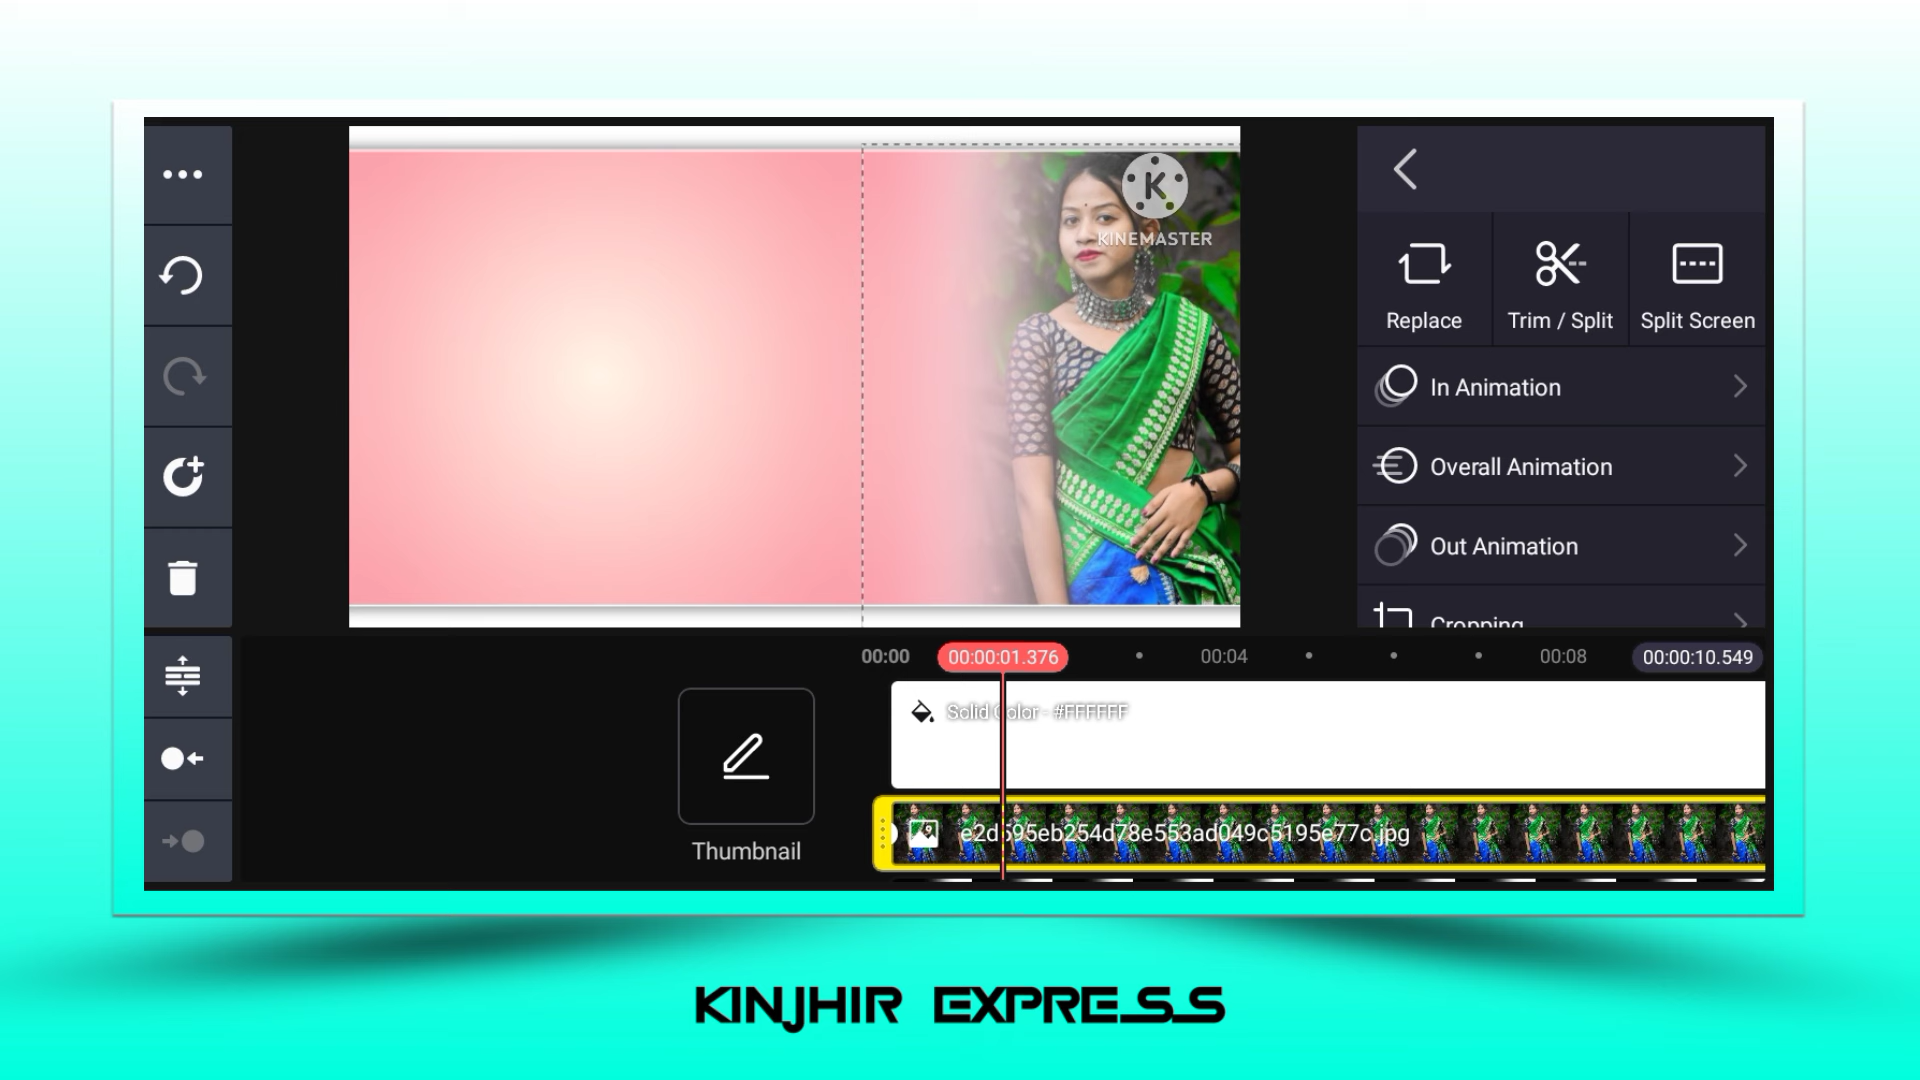 K
KINEMASTER
Replace
Trim / Split
Split Screen
In Animation
Overall Animation
Out Animation
Cropping
00:00
00:00:01.376
00:04
00:08
00:00:10.549
Solid Color - #FFFFFF
Thumbnail
e2d595eb254d78e553ad049c5195e77c.jpg
KINJHIR EXPRESS